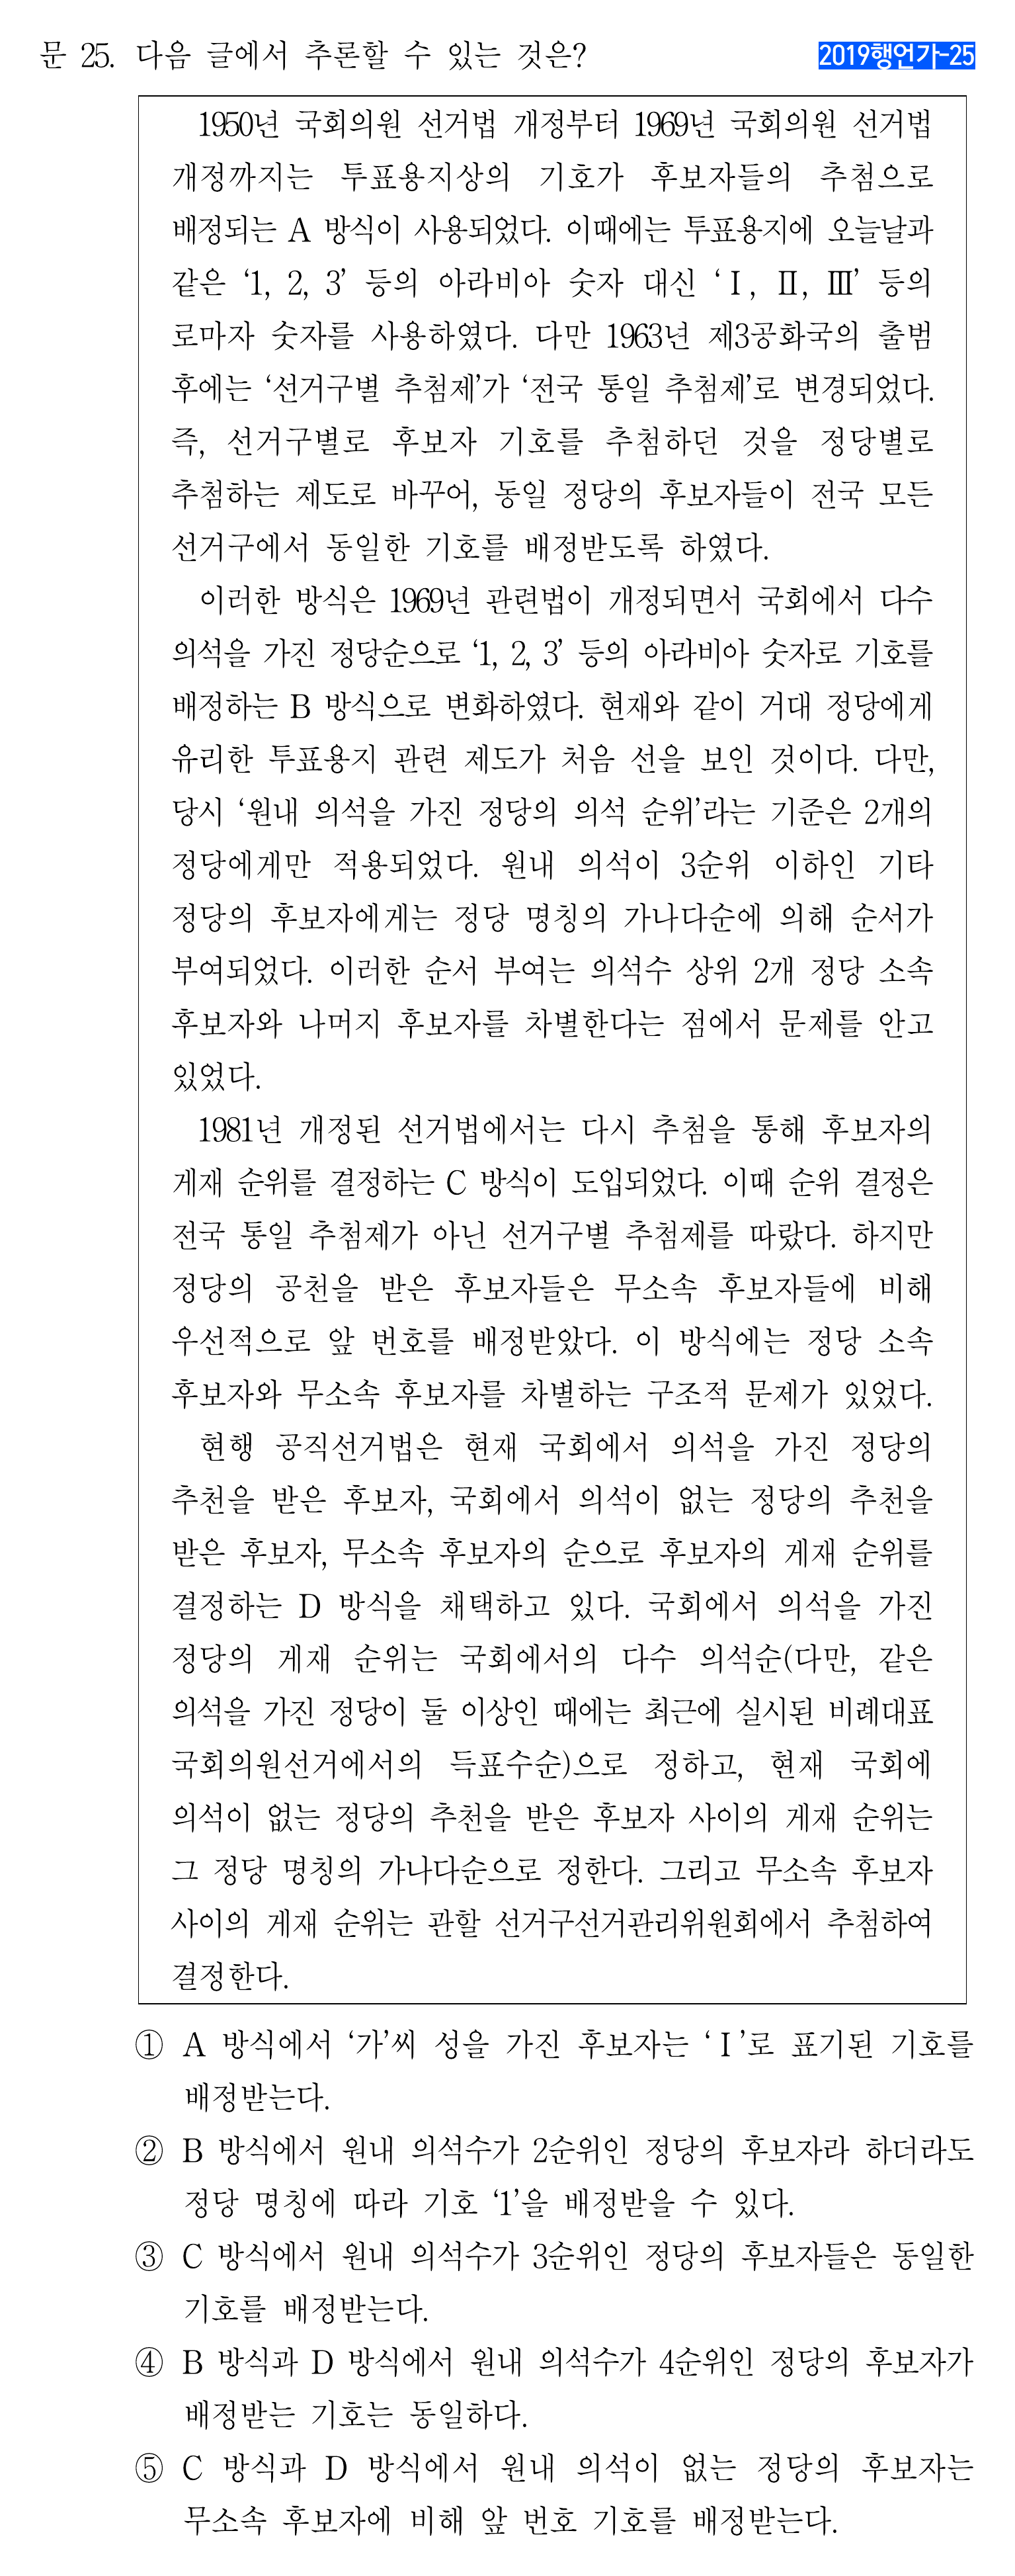 문 25. 다음 글에서 추론할 수 있는 것은?
2019행언가-25
1950년 국회의원 선거법 개정부터 1969년 국회의원 선거법
개정까지는 투표용지상의 기호가 후보자들의 추첨으로
배정되는 A 방식이 사용되었다. 이때에는 투표용지에 오늘날과
같은 ‘1, 2, 3’ 등의 아라비아 숫자 대신 ‘Ⅰ, Ⅱ, Ⅲ’ 등의
로마자 숫자를 사용하였다. 다만 1963년 제3공화국의 출범
후에는 ‘선거구별 추첨제’가 ‘전국 통일 추첨제’로 변경되었다.
즉, 선거구별로 후보자 기호를 추첨하던 것을 정당별로
추첨하는 제도로 바꾸어, 동일 정당의 후보자들이 전국 모든
선거구에서 동일한 기호를 배정받도록 하였다.
이러한 방식은 1969년 관련법이 개정되면서 국회에서 다수
의석을 가진 정당순으로 ‘1, 2, 3’ 등의 아라비아 숫자로 기호를
배정하는 B 방식으로 변화하였다. 현재와 같이 거대 정당에게
유리한 투표용지 관련 제도가 처음 선을 보인 것이다. 다만,
당시 ‘원내 의석을 가진 정당의 의석 순위’라는 기준은 2개의
정당에게만 적용되었다. 원내 의석이 3순위 이하인 기타
정당의 후보자에게는 정당 명칭의 가나다순에 의해 순서가
부여되었다. 이러한 순서 부여는 의석수 상위 2개 정당 소속
후보자와 나머지 후보자를 차별한다는 점에서 문제를 안고
있었다.
1981년 개정된 선거법에서는 다시 추첨을 통해 후보자의
게재 순위를 결정하는 C 방식이 도입되었다. 이때 순위 결정은
전국 통일 추첨제가 아닌 선거구별 추첨제를 따랐다. 하지만
정당의 공천을 받은 후보자들은 무소속 후보자들에 비해
우선적으로 앞 번호를 배정받았다. 이 방식에는 정당 소속
후보자와 무소속 후보자를 차별하는 구조적 문제가 있었다.
현행 공직선거법은 현재 국회에서 의석을 가진 정당의
추천을 받은 후보자, 국회에서 의석이 없는 정당의 추천을
받은 후보자, 무소속 후보자의 순으로 후보자의 게재 순위를
결정하는 D 방식을 채택하고 있다. 국회에서 의석을 가진
정당의 게재 순위는 국회에서의 다수 의석순(다만, 같은
의석을 가진 정당이 둘 이상인 때에는 최근에 실시된 비례대표
국회의원선거에서의 득표수순)으로 정하고, 현재 국회에
의석이 없는 정당의 추천을 받은 후보자 사이의 게재 순위는
그 정당 명칭의 가나다순으로 정한다. 그리고 무소속 후보자
사이의 게재 순위는 관할 선거구선거관리위원회에서 추첨하여
결정한다.
① A 방식에서 ‘가’씨 성을 가진 후보자는 ‘Ⅰ’로 표기된 기호를
배정받는다.
② B 방식에서 원내 의석수가 2순위인 정당의 후보자라 하더라도
정당 명칭에 따라 기호 ‘1’을 배정받을 수 있다.
③ C 방식에서 원내 의석수가 3순위인 정당의 후보자들은 동일한
기호를 배정받는다.
④ B 방식과 D 방식에서 원내 의석수가 4순위인 정당의 후보자가
배정받는 기호는 동일하다.
⑤ C 방식과 D 방식에서 원내 의석이 없는 정당의 후보자는
무소속 후보자에 비해 앞 번호 기호를 배정받는다.